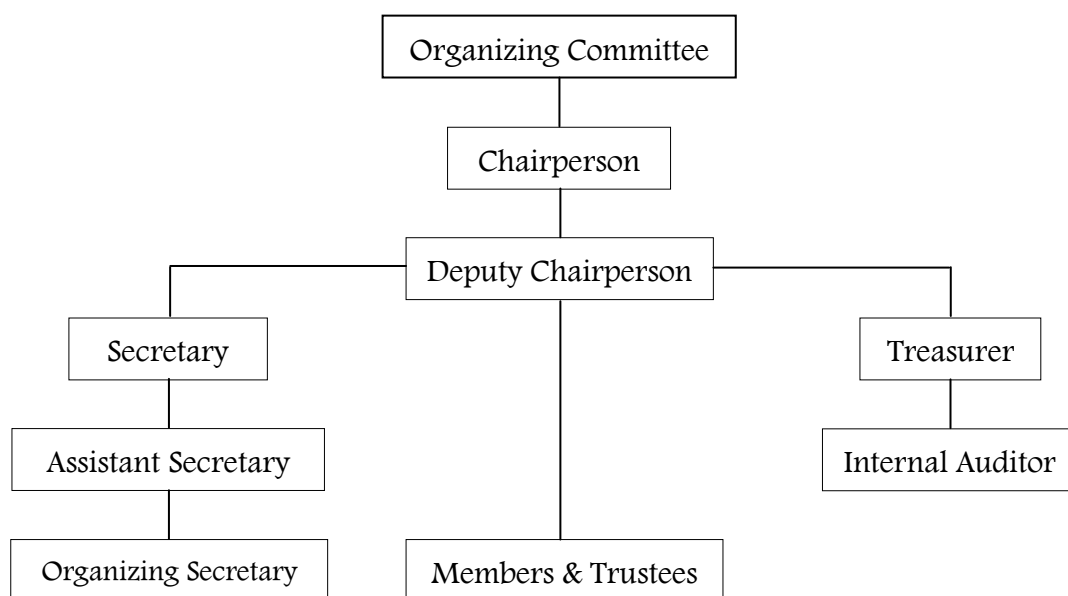 Organizing Committee
Chairperson
Deputy Chairperson
Secretary
Treasurer
Assistant Secretary
Internal Auditor
Organizing Secretary
Members & Trustees